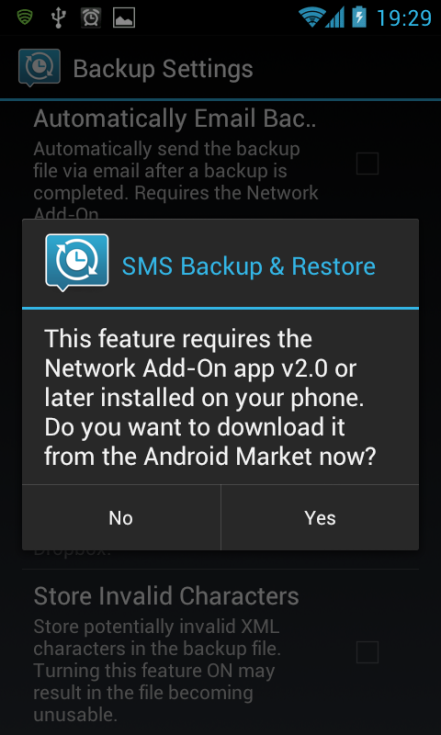 19:29
Backup Settings
Automatically Email Bac..
Automatically send the backup
file via email after a backup is
completed. Requires the Network
Add-On
SMS Backup & Restore
This feature requires the
Network Add-On app v2.0 or
later installed on your phone.
Do you want to download it
from the Android Market now?
No
Yes
Dropbox.
Store Invalid Characters
Store potentially invalid XML
characters in the backup file.
Turning this feature ON may
result in the file becoming
unusable.